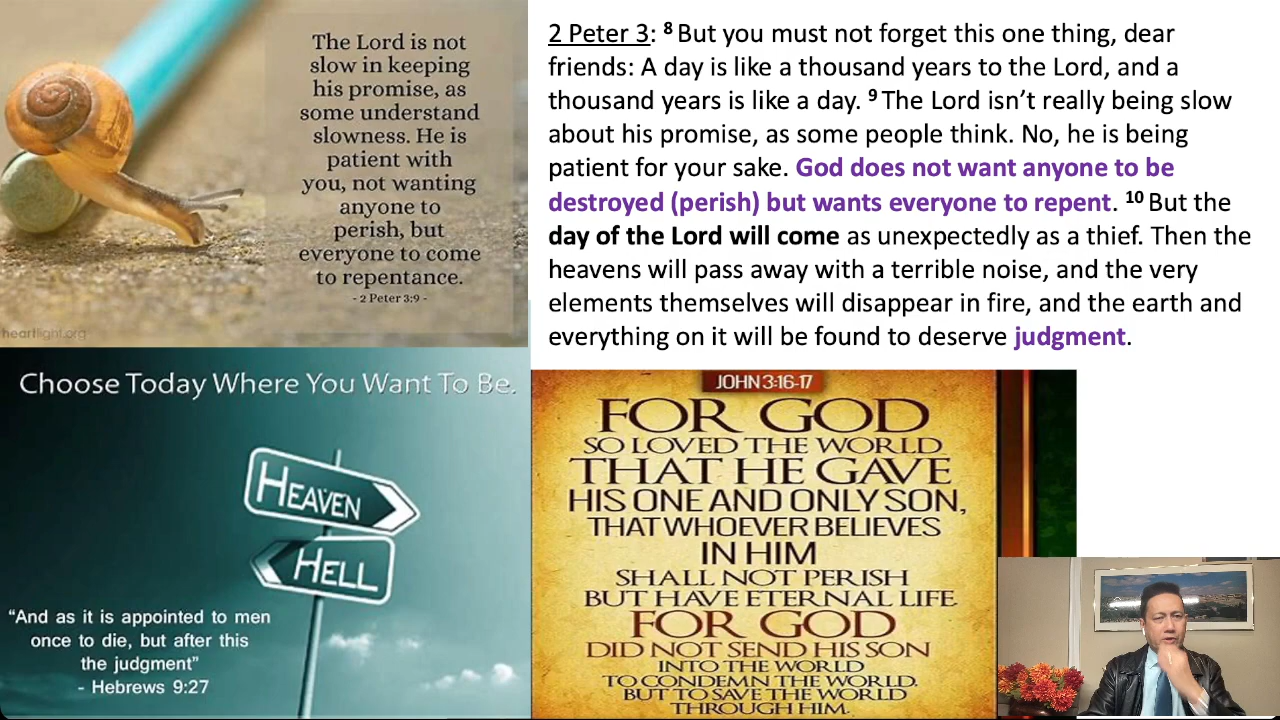 The Lord is not
slow in keeping
his promise, as
some understand
slowness. He is
patient with
you, not wanting
anyone to
perish, but
everyone to come
to repentance.
- 2 Peter 3:9 -
heartlight.org
2 Peter 3: 8 But you must not forget this one thing, dear
friends: A day is like a thousand years to the Lord, and a
thousand years is like a day. 9 The Lord isn’t really being slow
about his promise, as some people think. No, he is being
patient for your sake. God does not want anyone to be
destroyed (perish) but wants everyone to repent. 10 But the
day of the Lord will come as unexpectedly as a thief. Then the
heavens will pass away with a terrible noise, and the very
elements themselves will disappear in fire, and the earth and
everything on it will be found to deserve judgment.
Choose Today Where You Want To Be.
HEAVEN
HELL
“And as it is appointed to men
once to die, but after this
the judgment”
- Hebrews 9:27
JOHN 3:16-17
FOR GOD
SO LOVED THE WORLD
THAT HE GAVE
HIS ONE AND ONLY SON,
THAT WHOEVER BELIEVES
IN HIM
SHALL NOT PERISH
BUT HAVE ETERNAL LIFE
FOR GOD
DID NOT SEND HIS SON
INTO THE WORLD
TO CONDEMN THE WORLD.
BUT TO SAVE THE WORLD
THROUGH HIM.